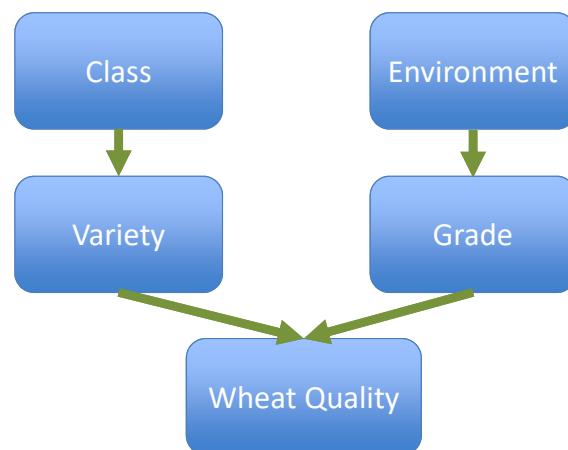 Class
Environment
Variety
Grade
Wheat Quality